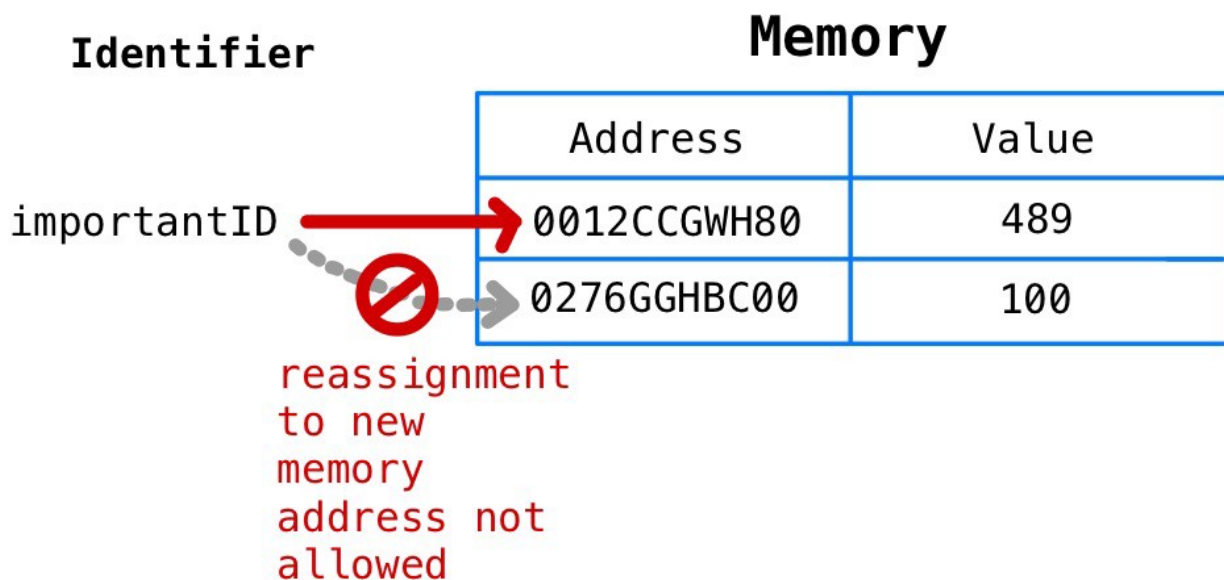 Identifier
Memory
Address Value
importantID 0012CCGWH80 489
0276GGHBC00 100
reassignment
to new
memory
address not
allowed